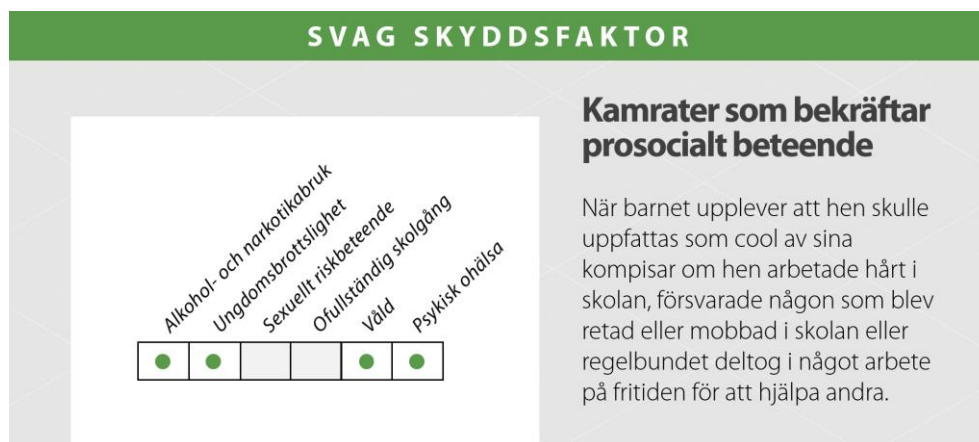 SVAG SKYDDSFAKTOR
Kamrater som bekräftar
prosocialt beteende
När barnet upplever att hen skulle
uppfattas som cool av sina
kompisar om hen arbetade hårt i
skolan, försvarade någon som blev
retad eller mobbad i skolan eller
regelbundet deltog i något arbete
på fritiden för att hjälpa andra.
Alkohol- och narkotikabruk
Ungdomsbrottslighet
Sexuellt riskbeteende
Ofullständig skolgång
Våld
Psykisk ohälsa